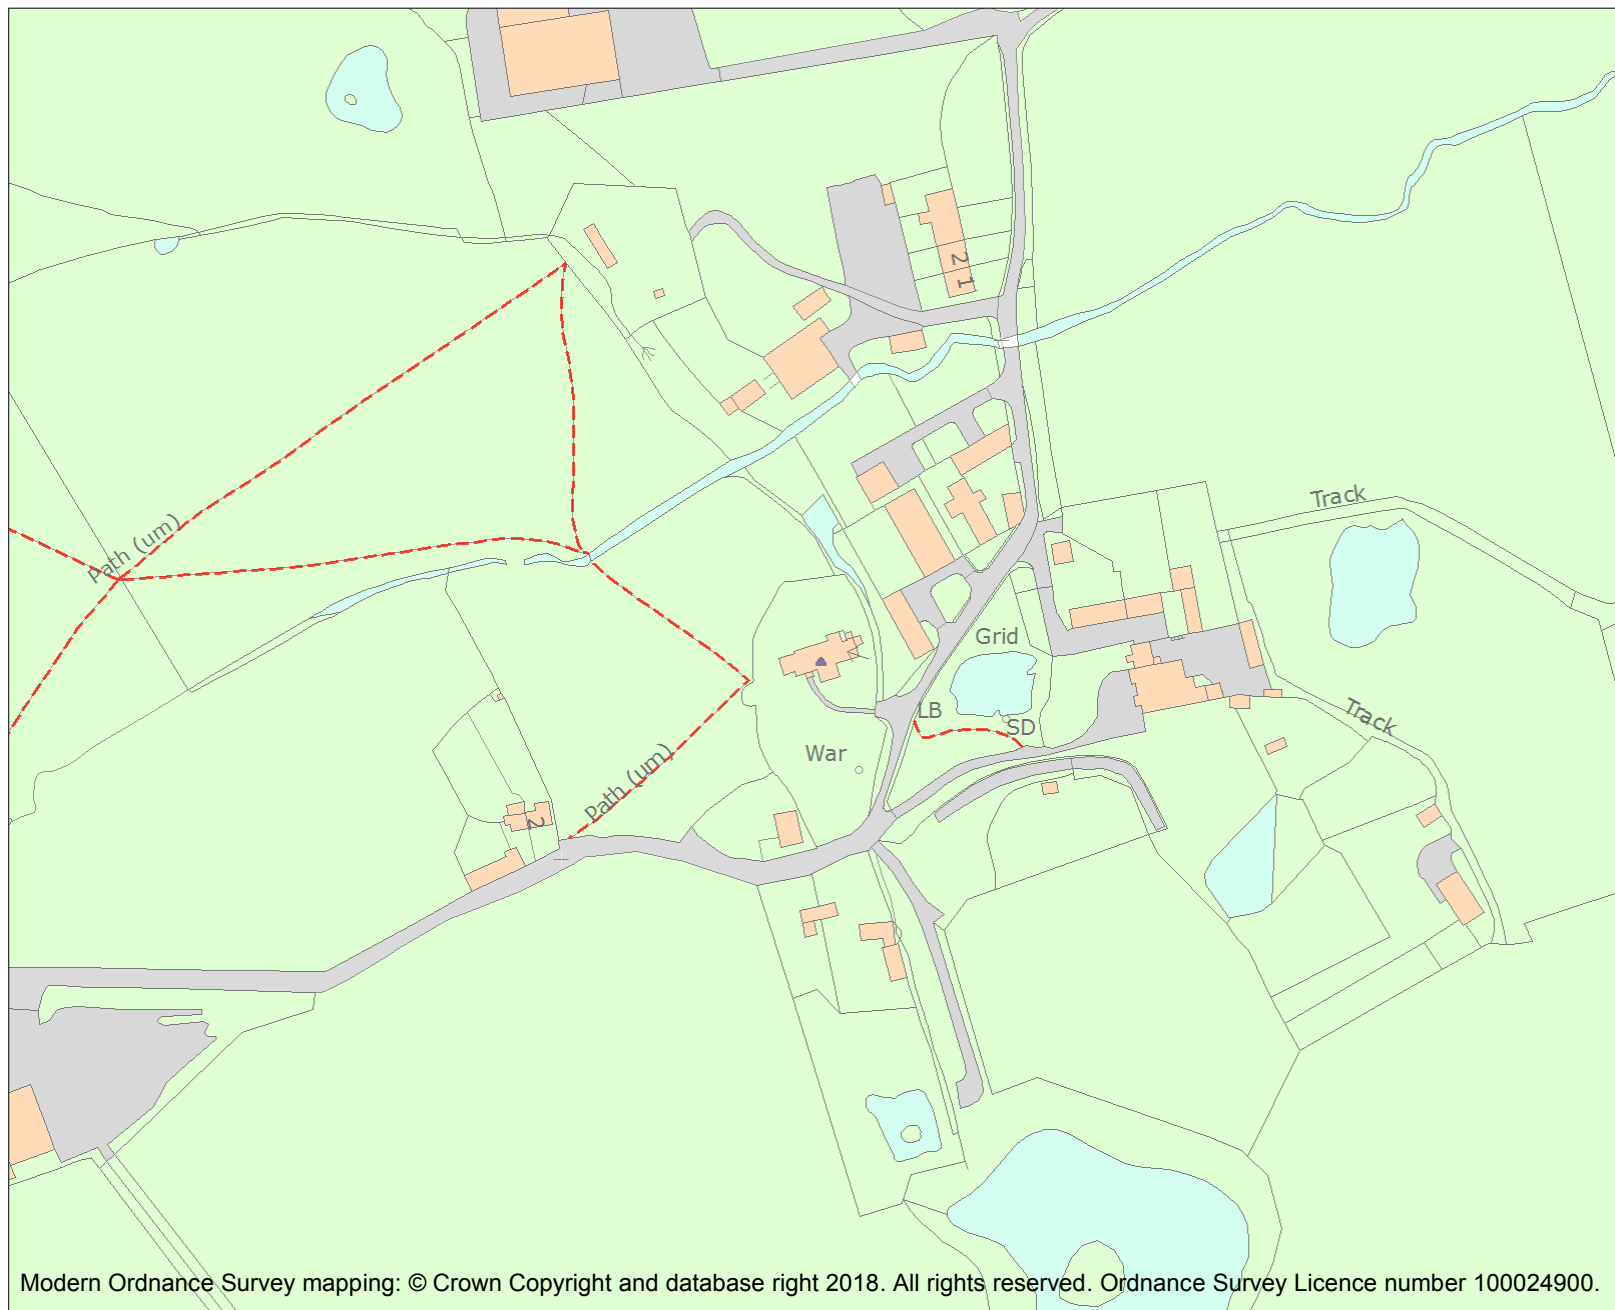 2
1
Track
Path (um)
Grid
LB
SD
Track
War
Path (um)
2
Modern Ordnance Survey mapping: © Crown Copyright and database right 2018. All rights reserved. Ordnance Survey Licence number 100024900.